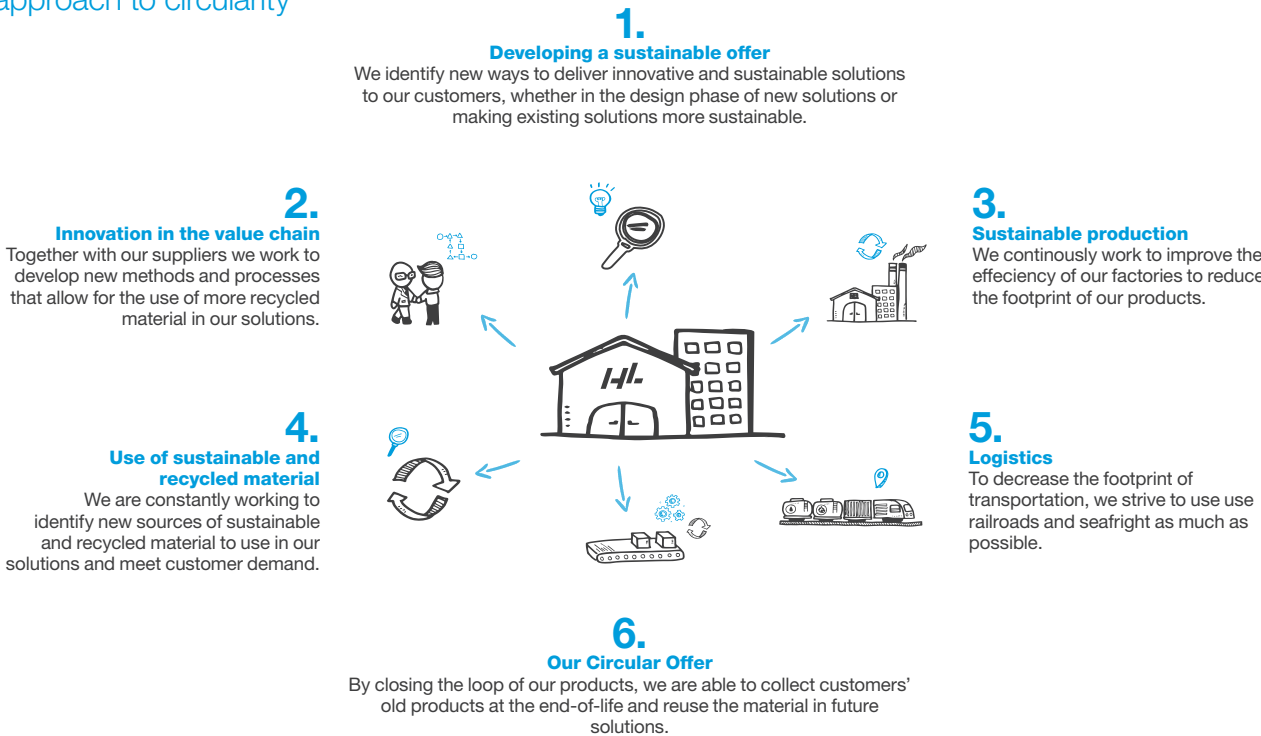 approach to circularity
1.
Developing a sustainable offer
We identify new ways to deliver innovative and sustainable solutions
to our customers, whether in the design phase of new solutions or
making existing solutions more sustainable.
2.
Innovation in the value chain
Together with our suppliers we work to
develop new methods and processes
that allow for the use of more recycled
material in our solutions.
3.
Sustainable production
We continously work to improve the
effeciency of our factories to reduce
the footprint of our products.
HL
4.
Use of sustainable and
recycled material
We are constantly working to
identify new sources of sustainable
and recycled material to use in our
solutions and meet customer demand.
5.
Logistics
To decrease the footprint of
transportation, we strive to use use
railroads and seafright as much as
possible.
6.
Our Circular Offer
By closing the loop of our products, we are able to collect customers’
old products at the end-of-life and reuse the material in future
solutions.